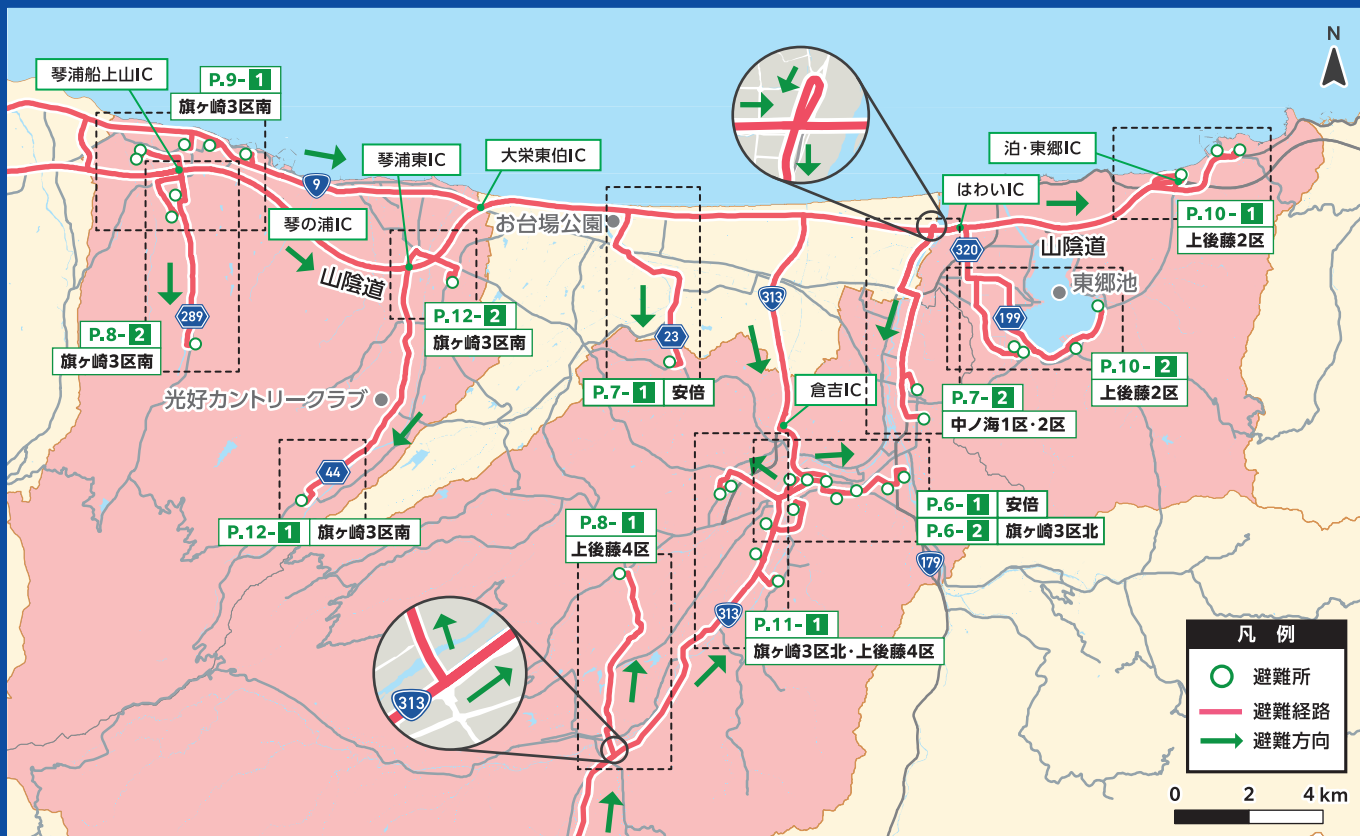 N
琴浦船上山IC
P.9-1
旗ヶ崎3区南
琴浦東IC
大栄東伯IC
泊・東郷IC
9
はわいIC
お台場公園
P.10-1
上後藤2区
琴の浦IC
山陰道
320
山陰道
東郷池
313
289
P.12-2
旗ヶ崎3区南
199
P.8-2
旗ヶ崎3区南
23
P.10-2
上後藤2区
光好カントリークラブ
P.7-1 安倍
倉吉IC
P.7-2
中ノ海1区・2区
44
P.6-1 安倍
P.6-2 旗ヶ崎3区北
P.12-1 旗ヶ崎3区南
P.8-1
上後藤4区
179
313
P.11-1
旗ヶ崎3区北・上後藤4区
313
凡例
避難所
避難経路
避難方向
0 2 4 km